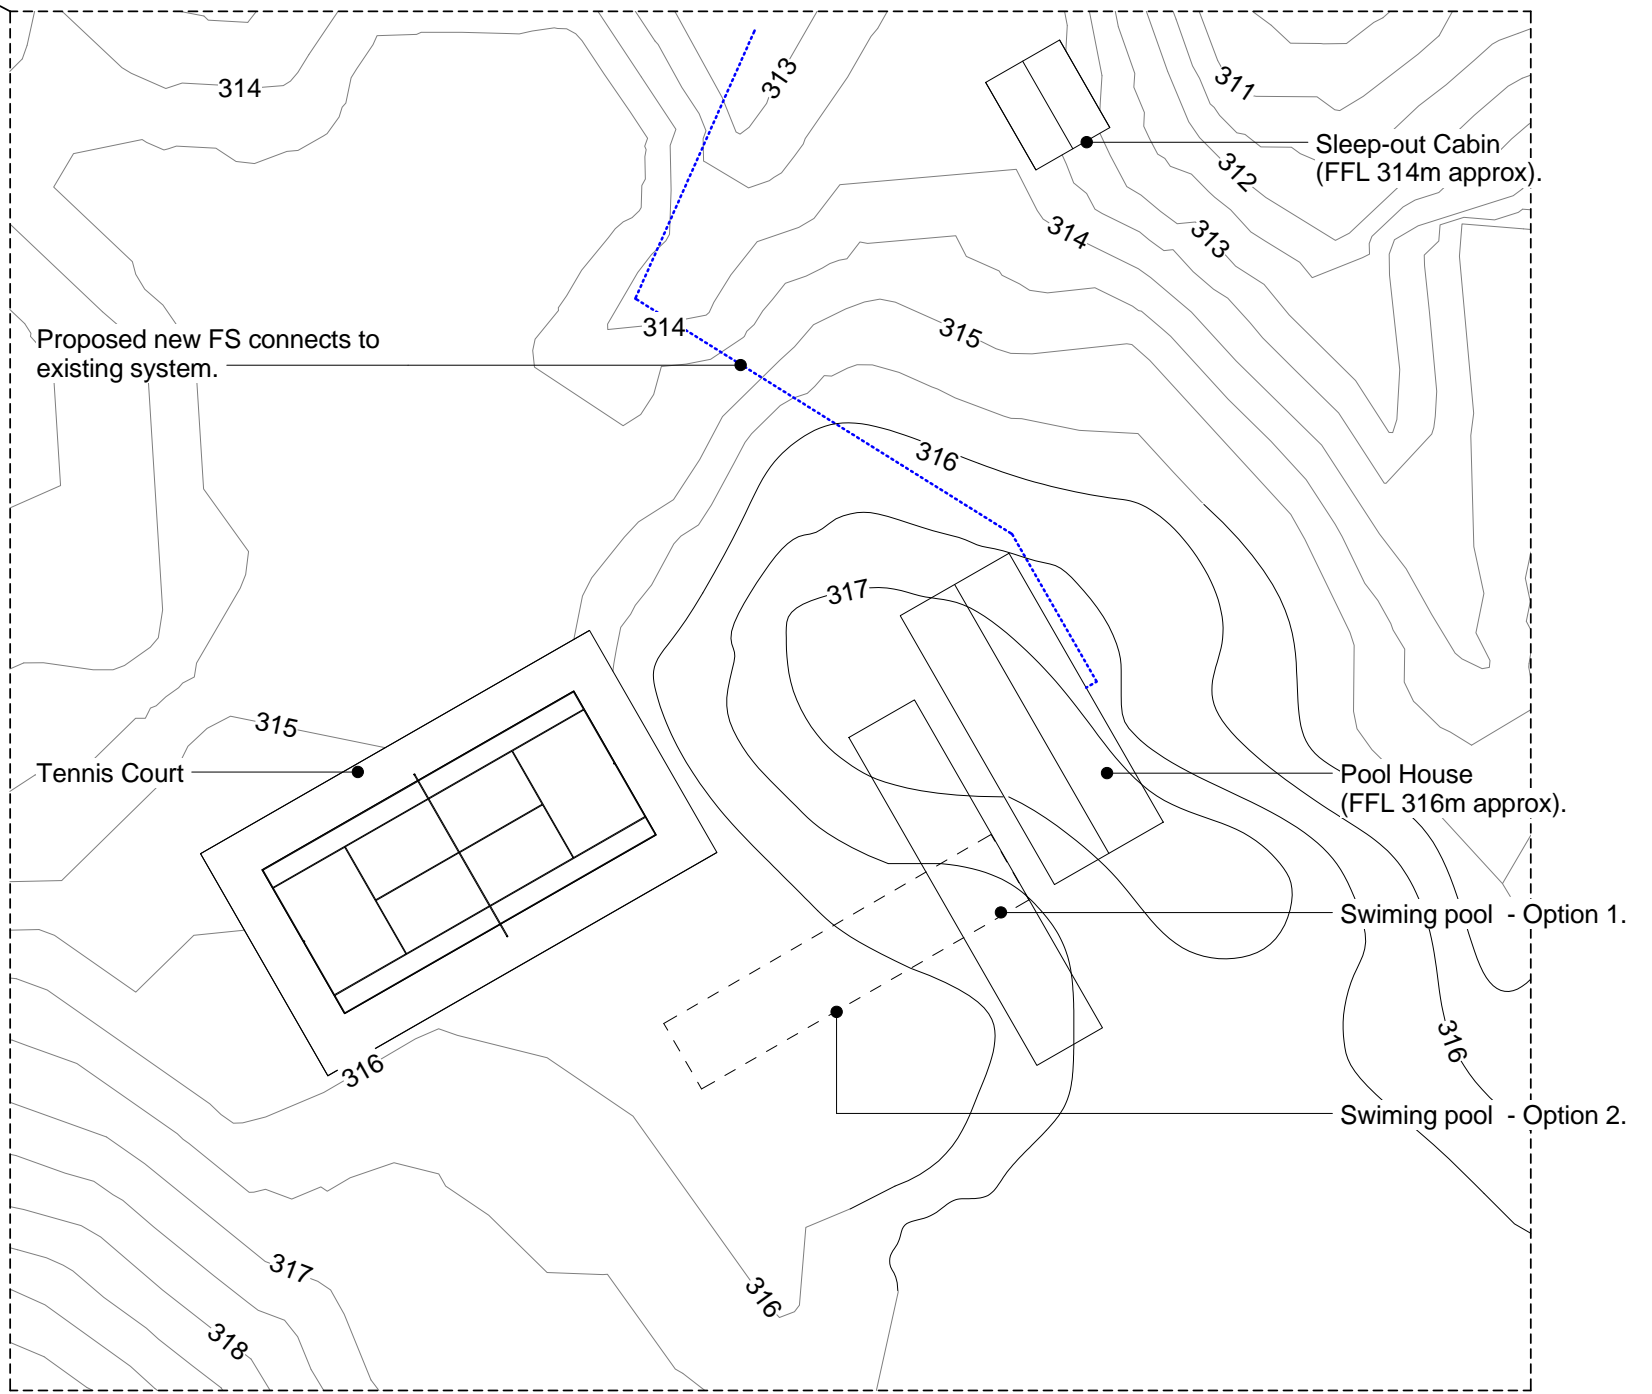 314
313
311
Sleep-out Cabin
(FFL 314m approx).
312
314
313
314
315
Proposed new FS connects to
existing system.
316
317
315
Tennis Court
Pool House
(FFL 316m approx).
Swiming pool - Option 1.
316
316
Swiming pool - Option 2.
317
316
318